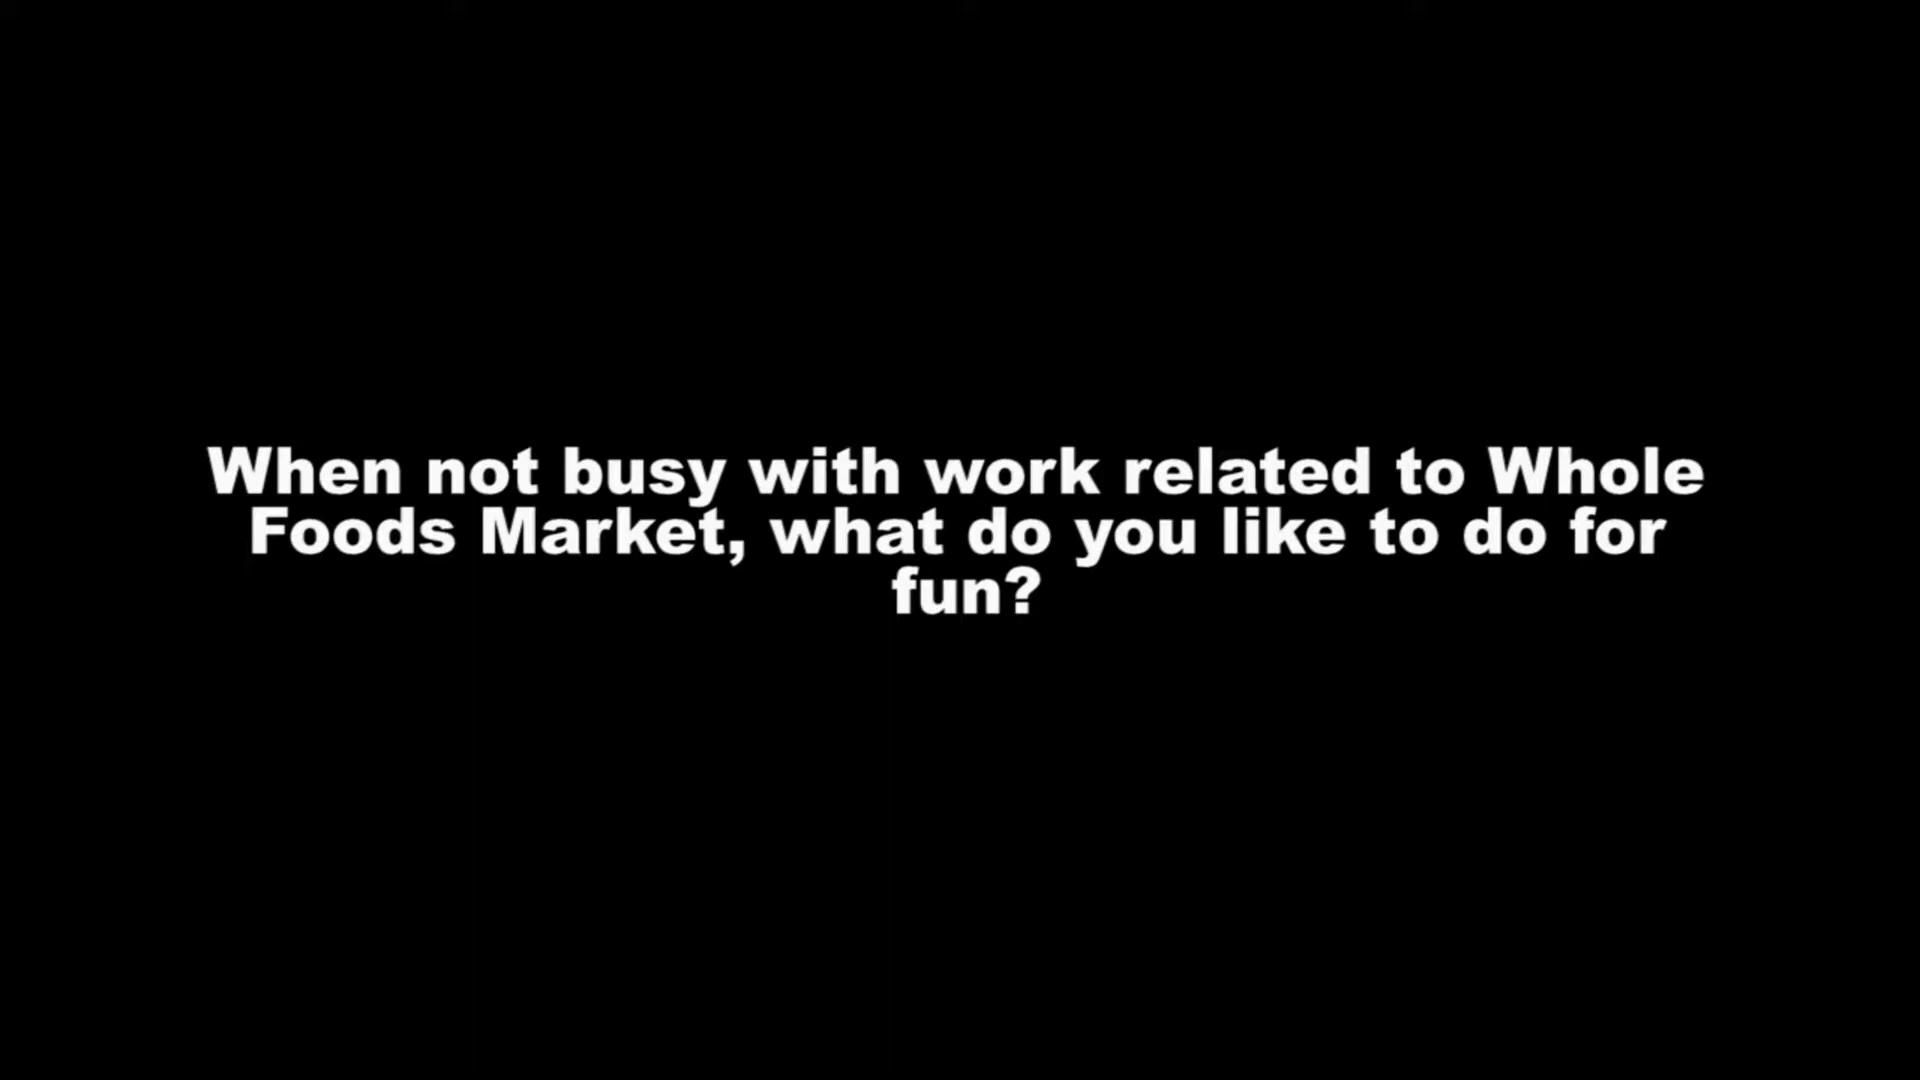 When not busy with work related to Whole
Foods Market, what do you like to do for
fun?